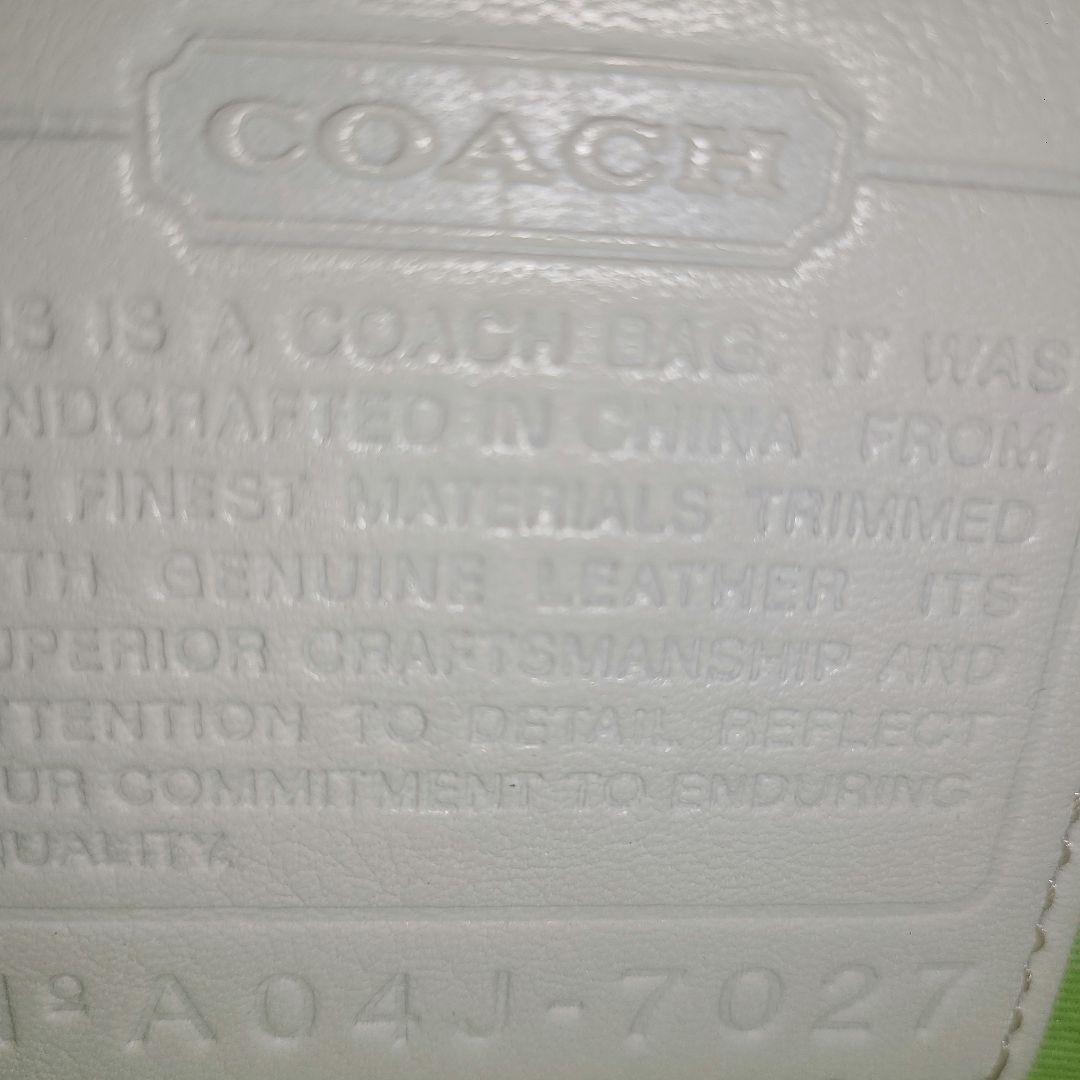 COACH
IS IS A COACH BAG. IT WAS
NDCRAFTED IN CHINA FROM
E FINEST MATERIALS TRIMMED
TH GENUINE LEATHER ITS
UPERIOR CRAFTSMANSHIP AND
TTENTION TO DETAIL REFLECT
UR COMMITMENT TO ENDURING
UALITY.
Nº A04J-7027